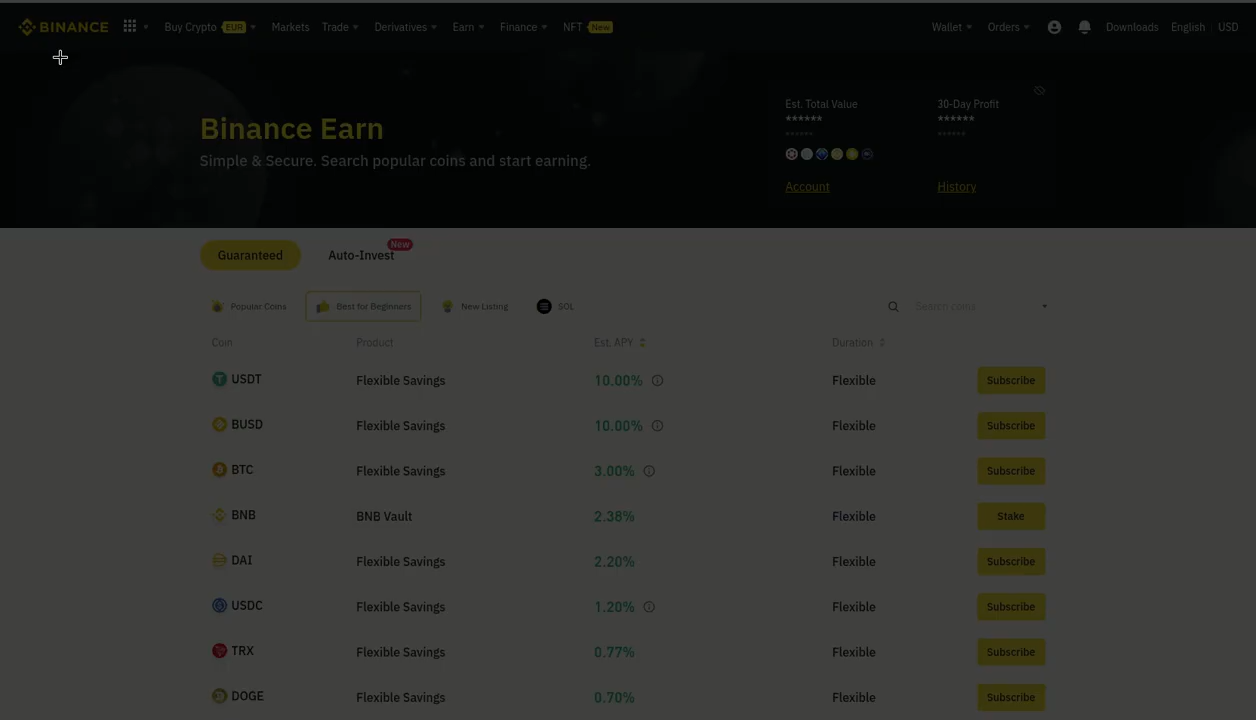 BINANCE Buy Crypto EUR Markets Trade Derivatives Earn Finance NFT New Wallet Orders Downloads English USD
Est. Total Value 30-Day Profit
****** ******
****** ******
Binance Earn
Simple & Secure. Search popular coins and start earning.
Account History
Guaranteed Auto-Invest New
Popular Coins Best for Beginners New Listing SOL Search coins
Coin Product Est. APY Duration
USDT Flexible Savings 10.00% Flexible Subscribe
BUSD Flexible Savings 10.00% Flexible Subscribe
BTC Flexible Savings 3.00% Flexible Subscribe
BNB BNB Vault 2.38% Flexible Stake
DAI Flexible Savings 2.20% Flexible Subscribe
USDC Flexible Savings 1.20% Flexible Subscribe
TRX Flexible Savings 0.77% Flexible Subscribe
DOGE Flexible Savings 0.70% Flexible Subscribe